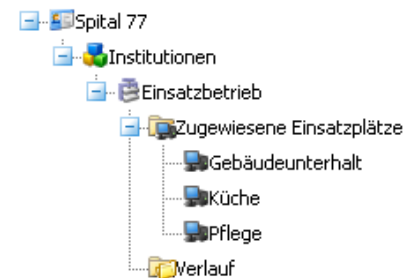 Spital 77
Institutionen
Einsatzbetrieb
Zugewiesene Einsatzplätze
Gebäudeunterhalt
Küche
Pflege
Verlauf